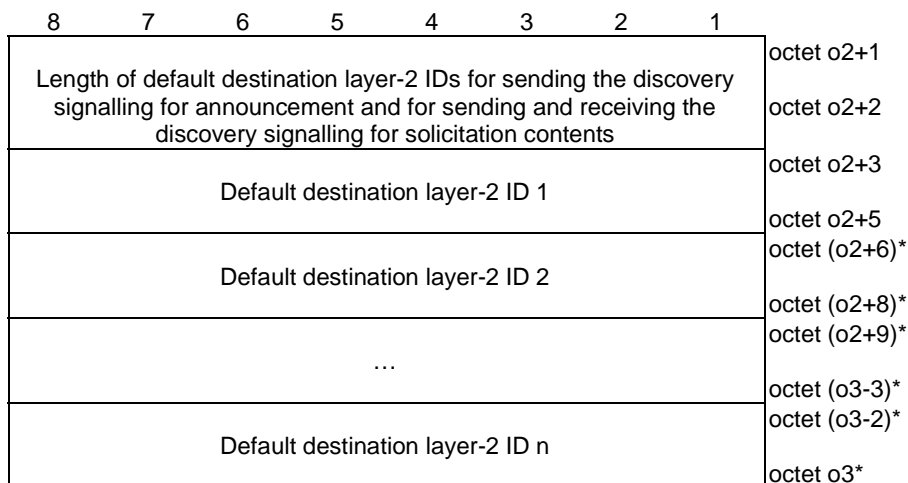 8 7 6 5 4 3 2 1
octet o2+1
Length of default destination layer-2 IDs for sending the discovery
signalling for announcement and for sending and receiving the
octet o2+2
discovery signalling for solicitation contents
octet o2+3
Default destination layer-2 ID 1
octet o2+5
octet (o2+6)*
Default destination layer-2 ID 2
octet (o2+8)*
octet (o2+9)*
…
octet (o3-3)*
octet (o3-2)*
Default destination layer-2 ID n
octet o3*